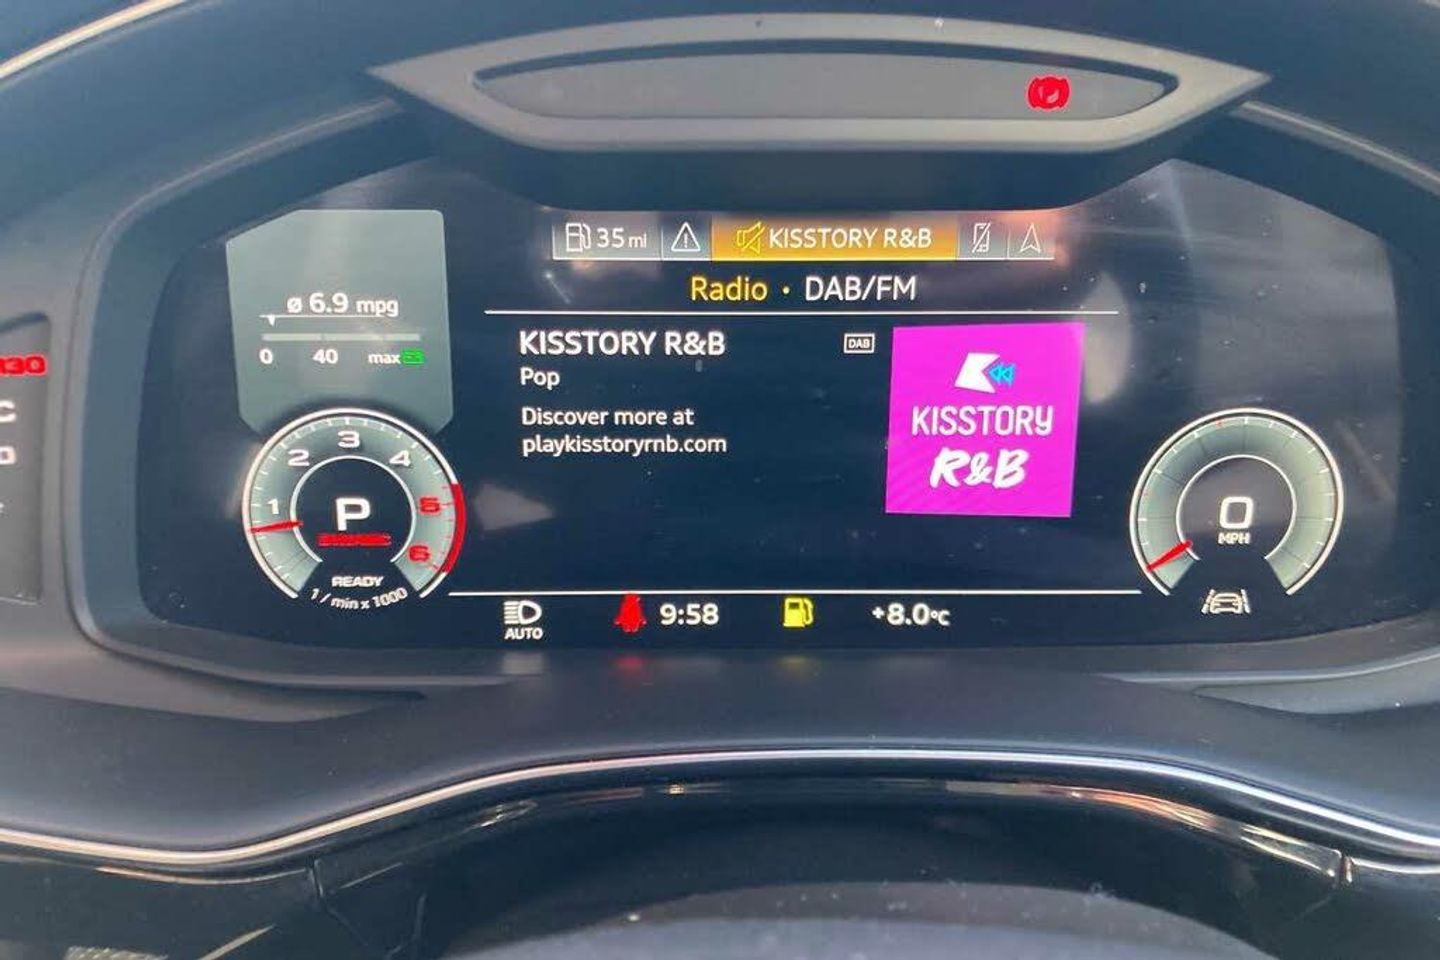 35 ml
KISSTORY R&B
Radio · DAB/FM
ø 6.9 mpg
0 40 max
KISSTORY R&B
DAB
Pop
Discover more at
playkisstoryrnb.com
KISSTORY
R&B
1 2 3 4 5 6
P
READY
1 / min x 1000
0
MPH
AUTO
9:58
+8.0°C